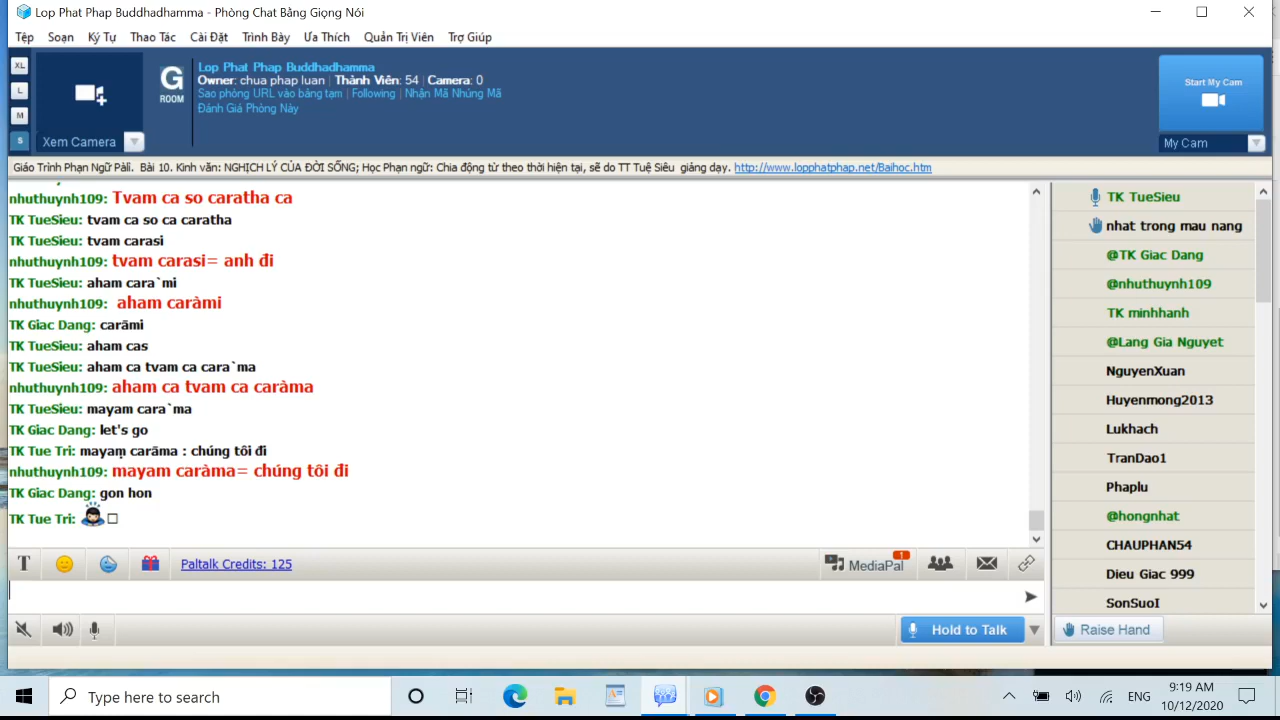 Lop Phat Phap Buddhadhamma - Phòng Chat Bằng Giọng Nói
Tệp Soạn Ký Tự Thao Tác Cài Đặt Trình Bày Ưa Thích Quản Trị Viên Trợ Giúp
XL
L
M
S
Xem Camera
G
ROOM
Lop Phat Phap Buddhadhamma
Owner: chua phap luan | Thành Viên: 54 | Camera: 0
Sao phòng URL vào bảng tạm | Following | Nhận Mã Nhúng Mã
Đánh Giá Phòng Này
Start My Cam
My Cam
Giáo Trình Phạn Ngữ Pàli. Bài 10. Kinh văn: NGHỊCH LÝ CỦA ĐỜI SỐNG; Học Phạn ngữ: Chia động từ theo thời hiện tại, sẽ do TT Tuệ Siêu giảng dạy. http://www.lopphatphap.net/Baihoc.htm
nhuthuynh109: Tvam ca so caratha ca
TK TueSieu: tvam ca so ca caratha
TK TueSieu: tvam carasi
nhuthuynh109: tvam carasi= anh đi
TK TueSieu: aham cara`mi
nhuthuynh109: aham caràmi
TK Giac Dang: carāmi
TK TueSieu: aham cas
TK TueSieu: aham ca tvam ca cara`ma
nhuthuynh109: aham ca tvam ca caràma
TK TueSieu: mayam cara`ma
TK Giac Dang: let's go
TK Tue Tri: mayaṃ carāma : chúng tôi đi
nhuthuynh109: mayam caràma= chúng tôi đi
TK Giac Dang: gon hon
TK Tue Tri:
TK TueSieu
nhat trong mau nang
@TK Giac Dang
@nhuthuynh109
TK minhhanh
@Lang Gia Nguyet
NguyenXuan
Huyenmong2013
Lukhach
TranDao1
Phaplu
@hongnhat
CHAUPHAN54
Dieu Giac 999
SonSuoI
T
Paltalk Credits: 125
MediaPal
1
Hold to Talk
Raise Hand
Type here to search
ENG
9:19 AM
10/12/2020